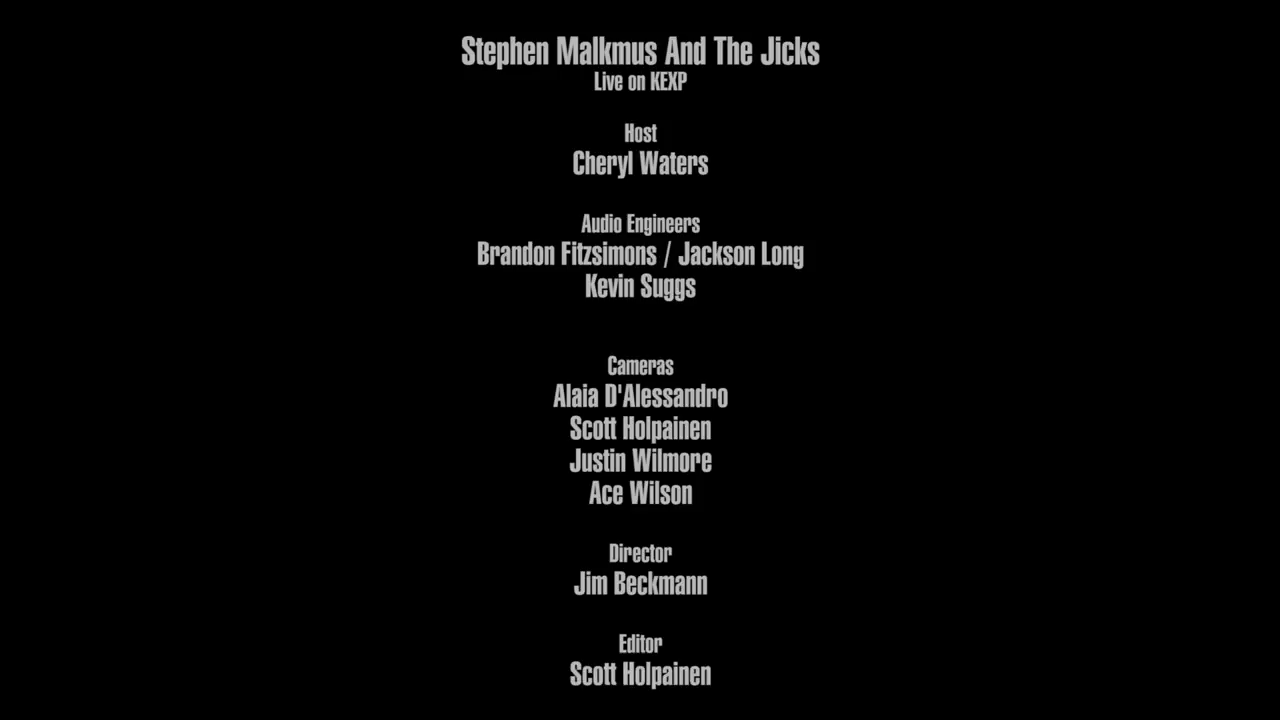 Stephen Malkmus And The Jicks
Live on KEXP
Host
Cheryl Waters
Audio Engineers
Brandon Fitzsimons / Jackson Long
Kevin Suggs
Cameras
Alaia D'Alessandro
Scott Holpainen
Justin Wilmore
Ace Wilson
Director
Jim Beckmann
Editor
Scott Holpainen